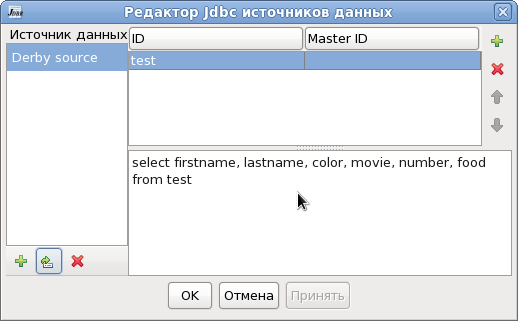 Редактор Jdbc источников данных
Источник данных
ID
Master ID
Derby source
test
select firstname, lastname, color, movie, number, food
from test
OK
Отмена
Принять